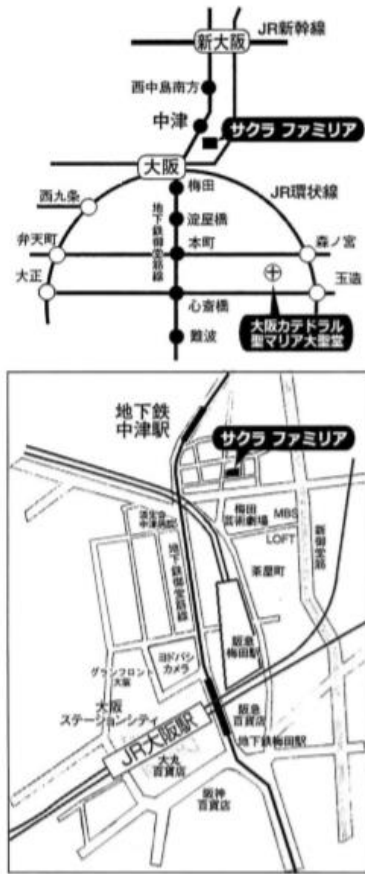 JR新幹線
新大阪
西中島南方
中津
サクラ ファミリア
大阪
梅田
JR環状線
西九条
地下鉄御堂筋線
淀屋橋
弁天町
本町
森ノ宮
大正
玉造
心斎橋
大阪カテドラル
聖マリア大聖堂
難波
地下鉄
中津駅
サクラ ファミリア
梅田
芸術劇場
MBS
LOFT
新御堂筋
中津病院
地下鉄御堂筋線
茶屋町
ヨドバシ
カメラ
阪急
梅田駅
グランフロント
大阪
大阪
ステーションシティ
阪急
百貨店
JR大阪駅
地下鉄梅田駅
大丸
百貨店
阪神
百貨店